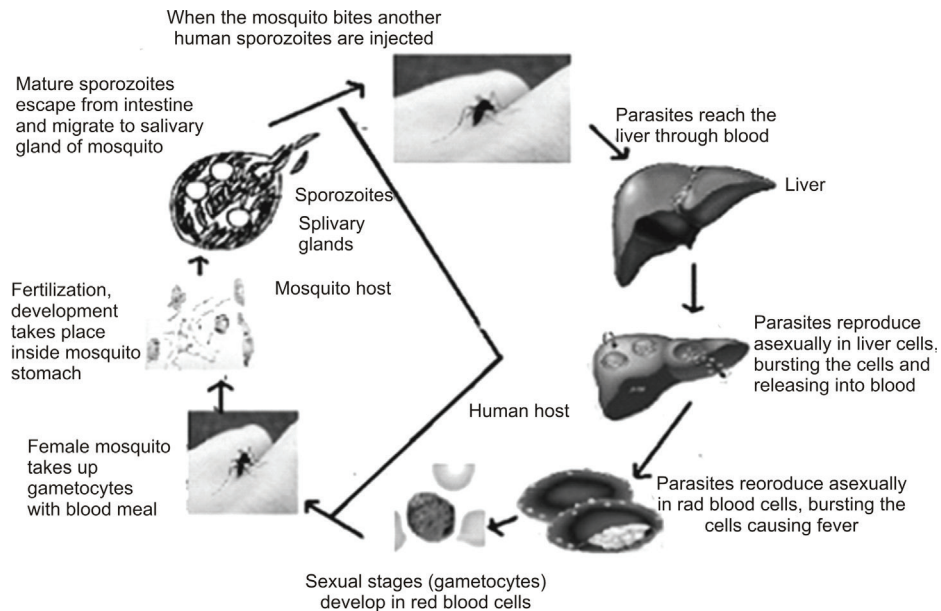 When the mosquito bites another
human sporozoites are injected
Mature sporozoites
escape from intestine
and migrate to salivary
gland of mosquito
Parasites reach the
liver through blood
Liver
Sporozoites
Splivary
glands
Mosquito host
Fertilization,
development
takes place
inside mosquito
stomach
Parasites reproduce
asexually in liver cells,
bursting the cells and
releasing into blood
Human host
Female mosquito
takes up
gametocytes
with blood meal
Parasites reoroduce asexually
in rad blood cells, bursting the
cells causing fever
Sexual stages (gametocytes)
develop in red blood cells